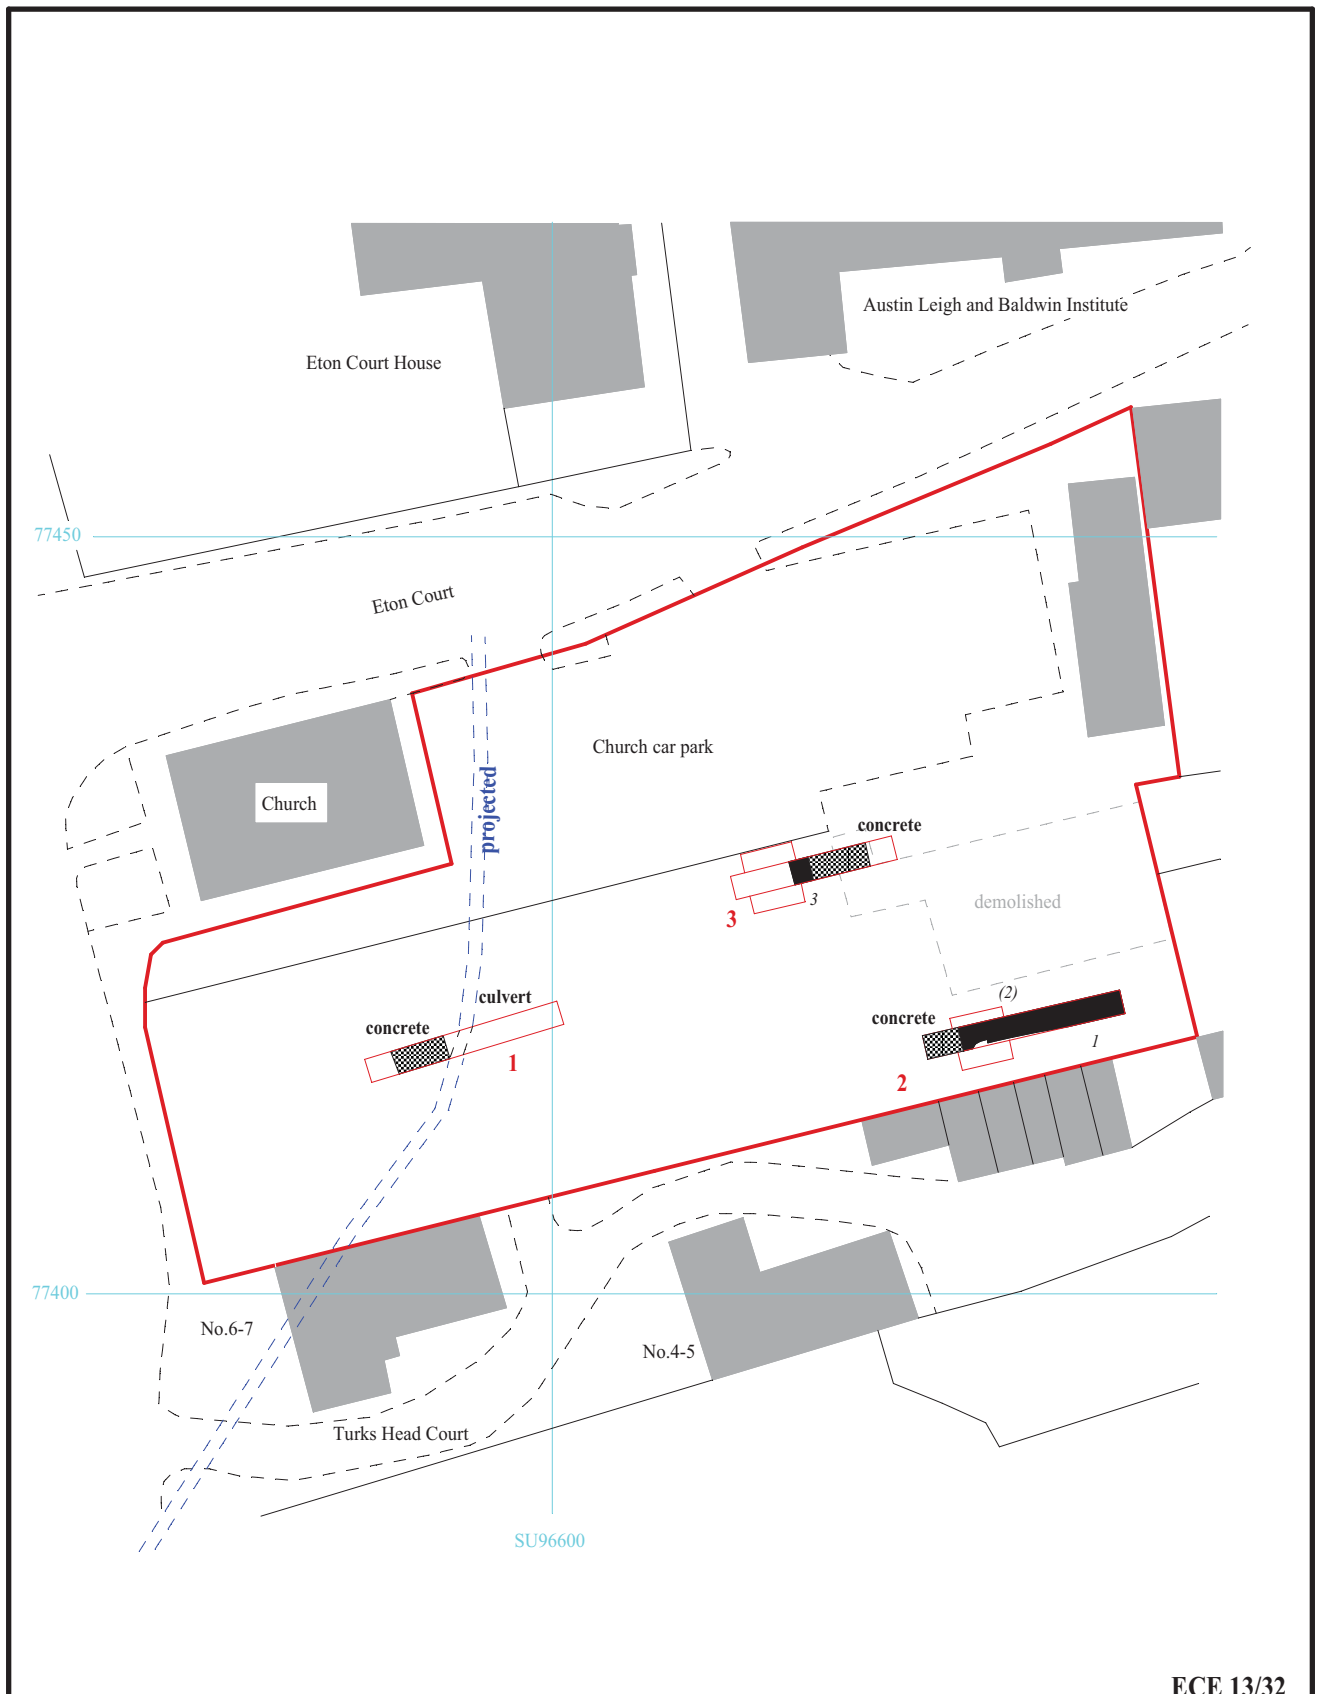 Austin Leigh and Baldwin Institute
Eton Court House
77450
Eton Court
Church car park
projected
Church
concrete
demolished
3
3
(2)
culvert
concrete
concrete
1
1
2
77400
No.6-7
No.4-5
Turks Head Court
SU96600
ECE 13/32